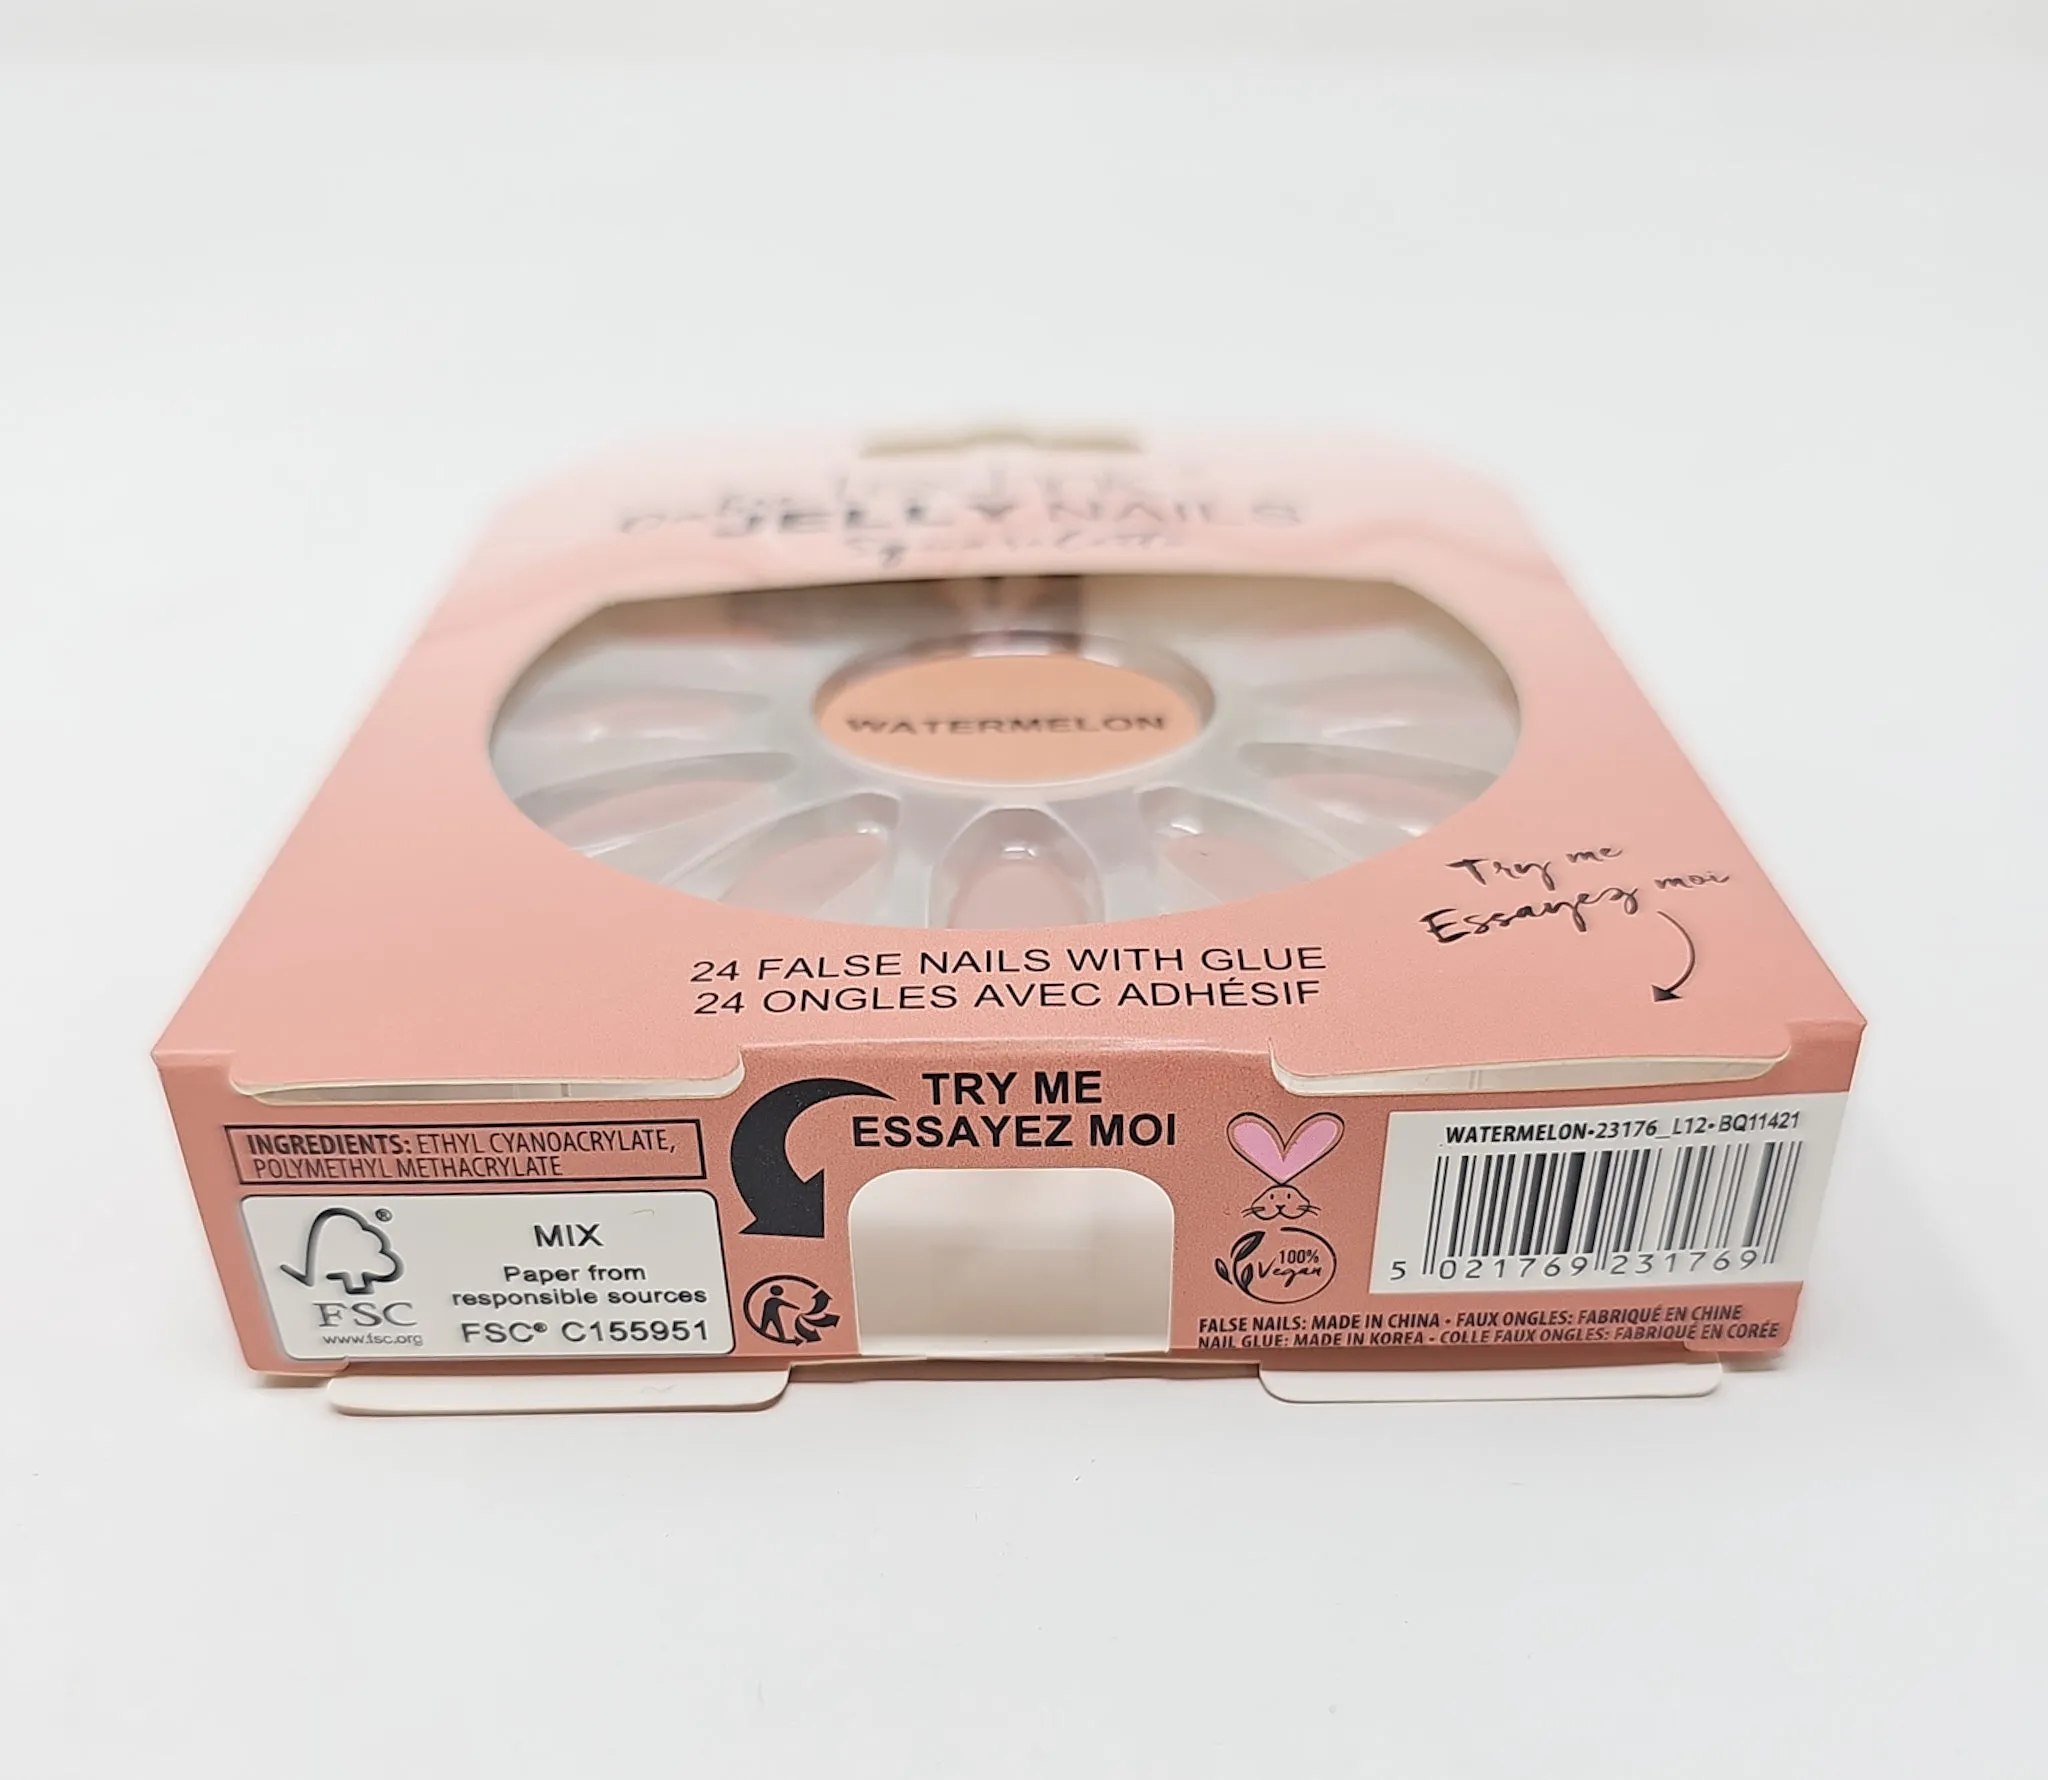 JELLY NAILS
WATERMELON
Try me
Essayez moi
24 FALSE NAILS WITH GLUE
24 ONGLES AVEC ADHÉSIF
TRY ME
ESSAYEZ MOI
INGREDIENTS: ETHYL CYANOACRYLATE,
POLYMETHYL METHACRYLATE
FSC®
www.fsc.org
MIX
Paper from
responsible sources
FSC® C155951
100%
Vegan
WATERMELON-23176_L12-BQ11421
5 021769 231769
FALSE NAILS: MADE IN CHINA - FAUX ONGLES: FABRIQUÉ EN CHINE
NAIL GLUE: MADE IN KOREA - COLLE FAUX ONGLES: FABRIQUÉ EN CORÉE